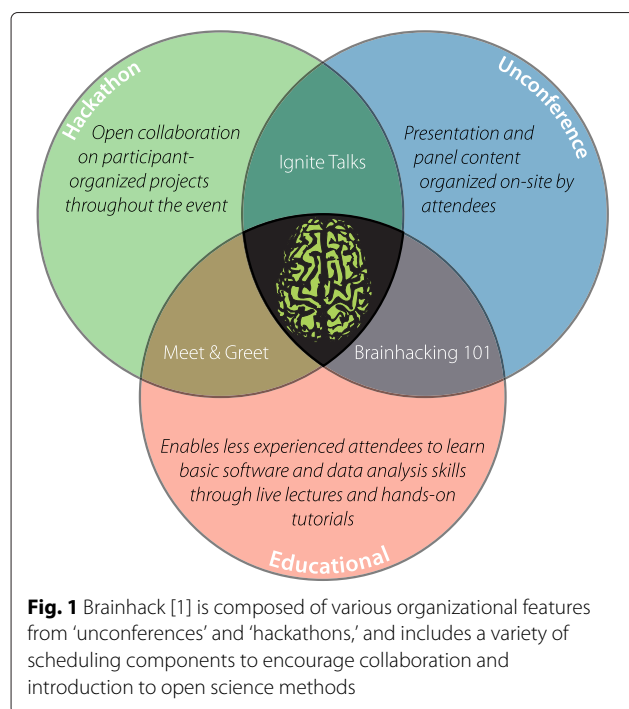 Hackathon
Unconference
Open collaboration
on participant-
organized projects
throughout the event
Ignite Talks
Presentation and
panel content
organized on-site by
attendees
Meet & Greet
Brainhacking 101
Enables less experienced attendees to learn
basic software and data analysis skills
through live lectures and hands-on
tutorials
Educational
Fig. 1 Brainhack [1] is composed of various organizational features
from ‘unconferences’ and ‘hackathons,’ and includes a variety of
scheduling components to encourage collaboration and
introduction to open science methods